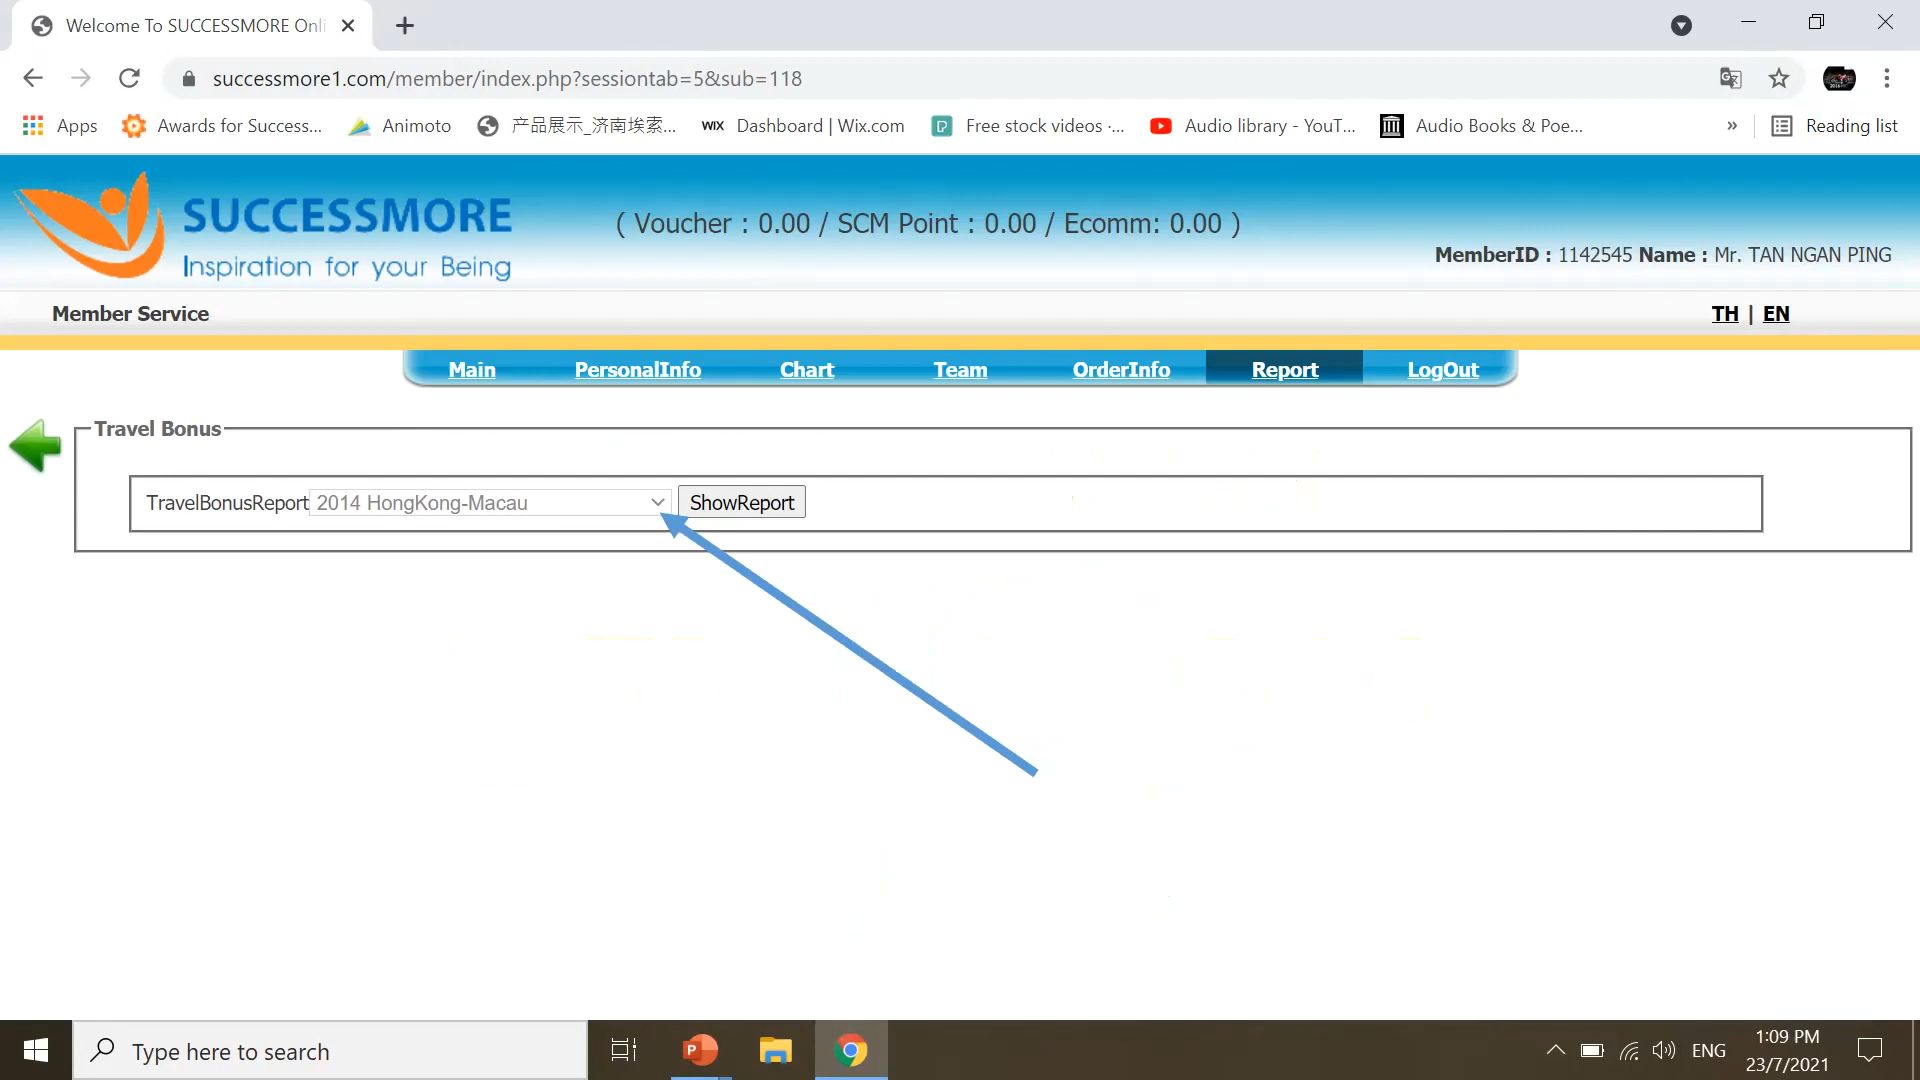 Welcome To SUCCESSMORE Onli
successmore1.com/member/index.php?sessiontab=5&sub=118
Apps
Awards for Success...
Animoto
产品展示_济南埃索...
WIX
Dashboard | Wix.com
Free stock videos ·...
Audio library - YouT...
Audio Books & Poe...
»
Reading list
SUCCESSMORE
Inspiration for your Being
( Voucher : 0.00 / SCM Point : 0.00 / Ecomm: 0.00 )
MemberID : 1142545 Name : Mr. TAN NGAN PING
Member Service
TH | EN
Main
PersonalInfo
Chart
Team
OrderInfo
Report
LogOut
Travel Bonus
TravelBonusReport 2014 HongKong-Macau ShowReport
Type here to search
ENG
1:09 PM
23/7/2021